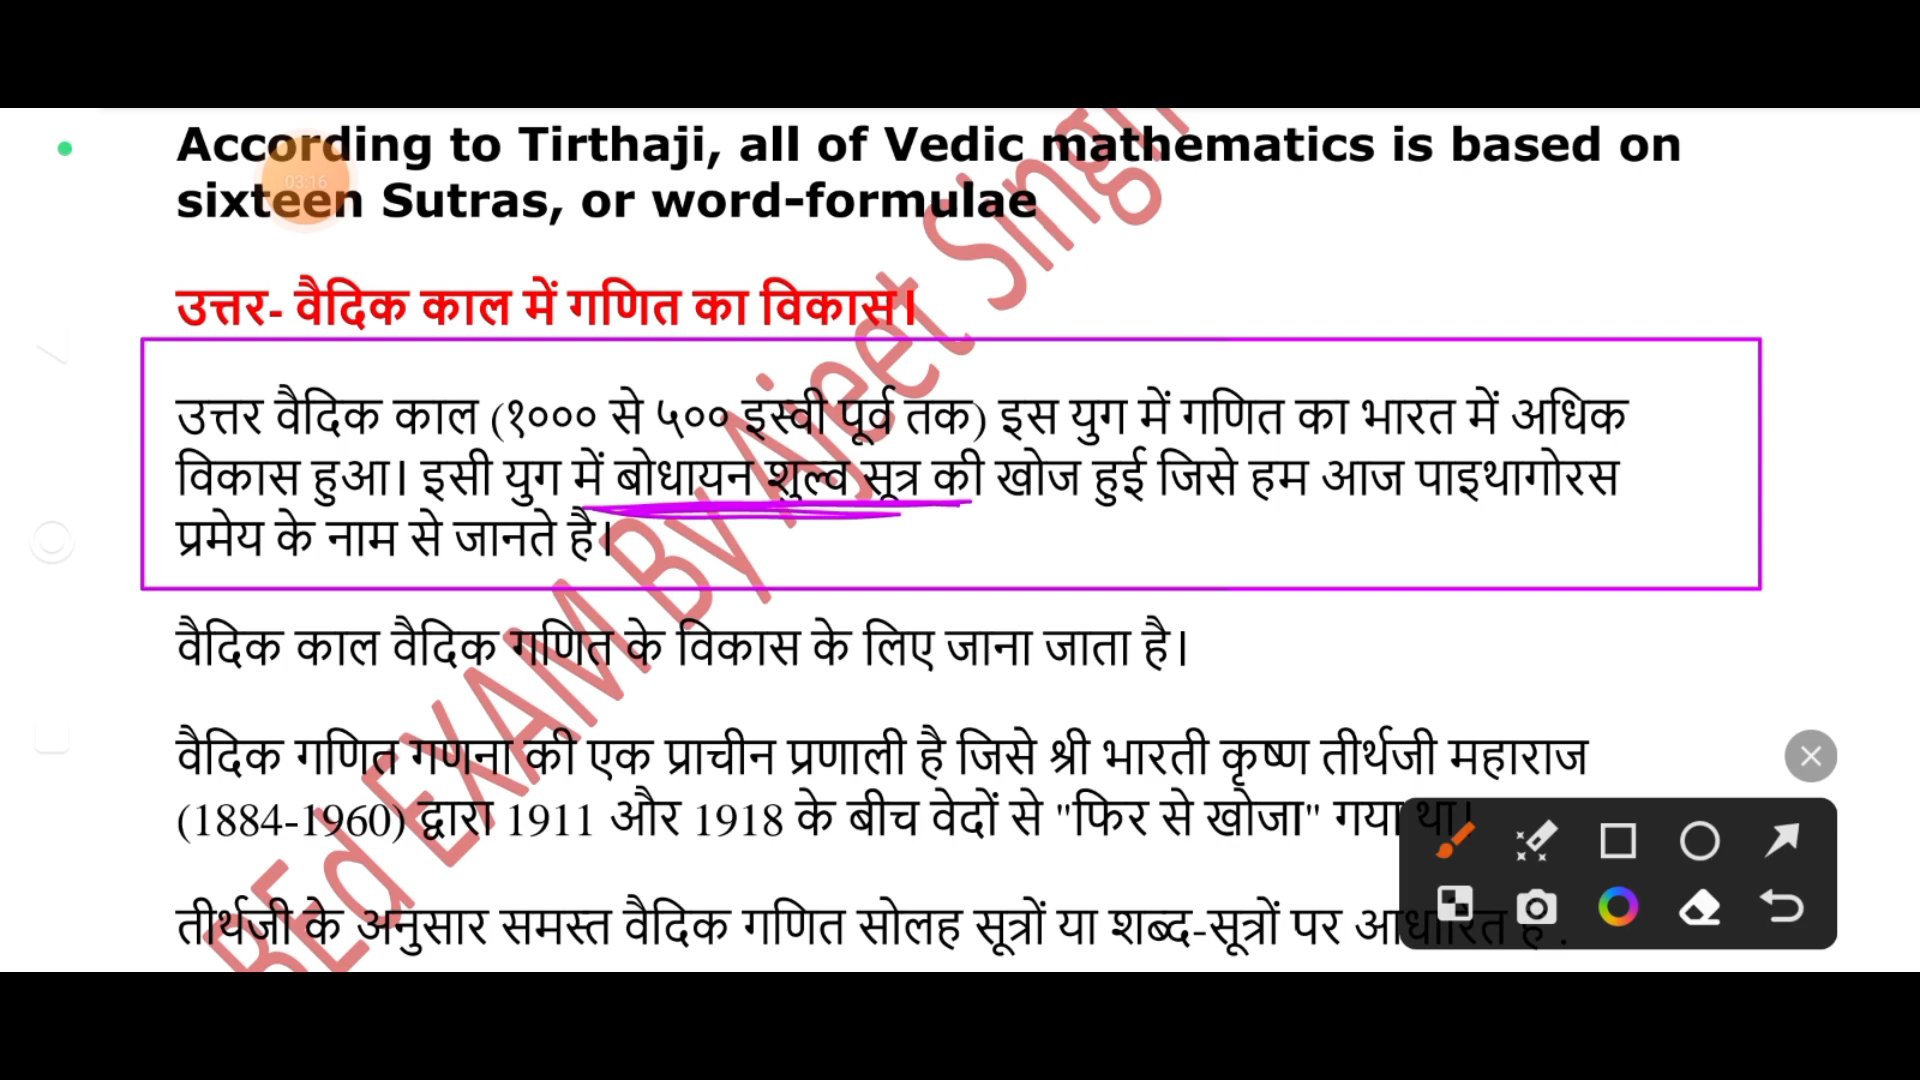 According to Tirthaji, all of Vedic mathematics is based on
03:16
sixteen Sutras, or word-formulae
उत्तर- वैदिक काल में गणित का विकास।
उत्तर वैदिक काल (१००० से ५०० इस्वी पूर्व तक) इस युग में गणित का भारत में अधिक
विकास हुआ। इसी युग में बोधायन शुल्व सूत्र की खोज हुई जिसे हम आज पाइथागोरस
प्रमेय के नाम से जानते है।
वैदिक काल वैदिक गणित के विकास के लिए जाना जाता है।
वैदिक गणित गणना की एक प्राचीन प्रणाली है जिसे श्री भारती कृष्ण तीर्थजी महाराज
(1884-1960) द्वारा 1911 और 1918 के बीच वेदों से "फिर से खोजा" गया था।
तीर्थजी के अनुसार समस्त वैदिक गणित सोलह सूत्रों या शब्द-सूत्रों पर आधारित है .
BEd EXAM By Ajeet Singh